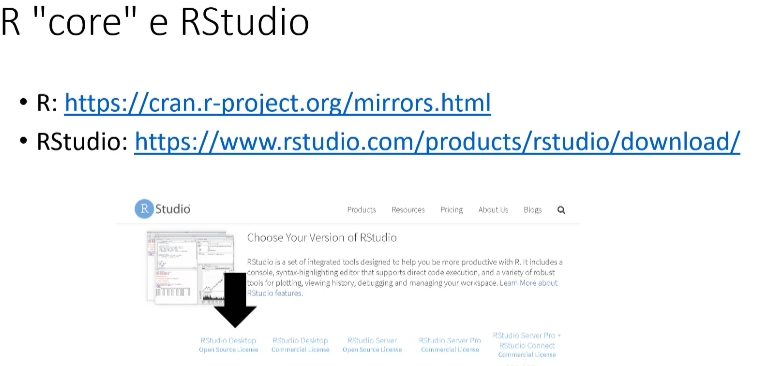 R "core" e RStudio
• R: https://cran.r-project.org/mirrors.html
• RStudio: https://www.rstudio.com/products/rstudio/download/
R Studio
Products Resources Pricing About Us Blogs
Choose Your Version of RStudio
RStudio is a set of integrated tools designed to help you be more productive with R. It includes a
console, syntax-highlighting editor that supports direct code execution, and a variety of robust
tools for plotting, viewing history, debugging and managing your workspace. Learn More about
RStudio features.
RStudio Desktop RStudio Desktop RStudio Server RStudio Server Pro RStudio Server Pro +
RStudio Connect
Open Source License Commercial License Open Source License Commercial License Commercial License